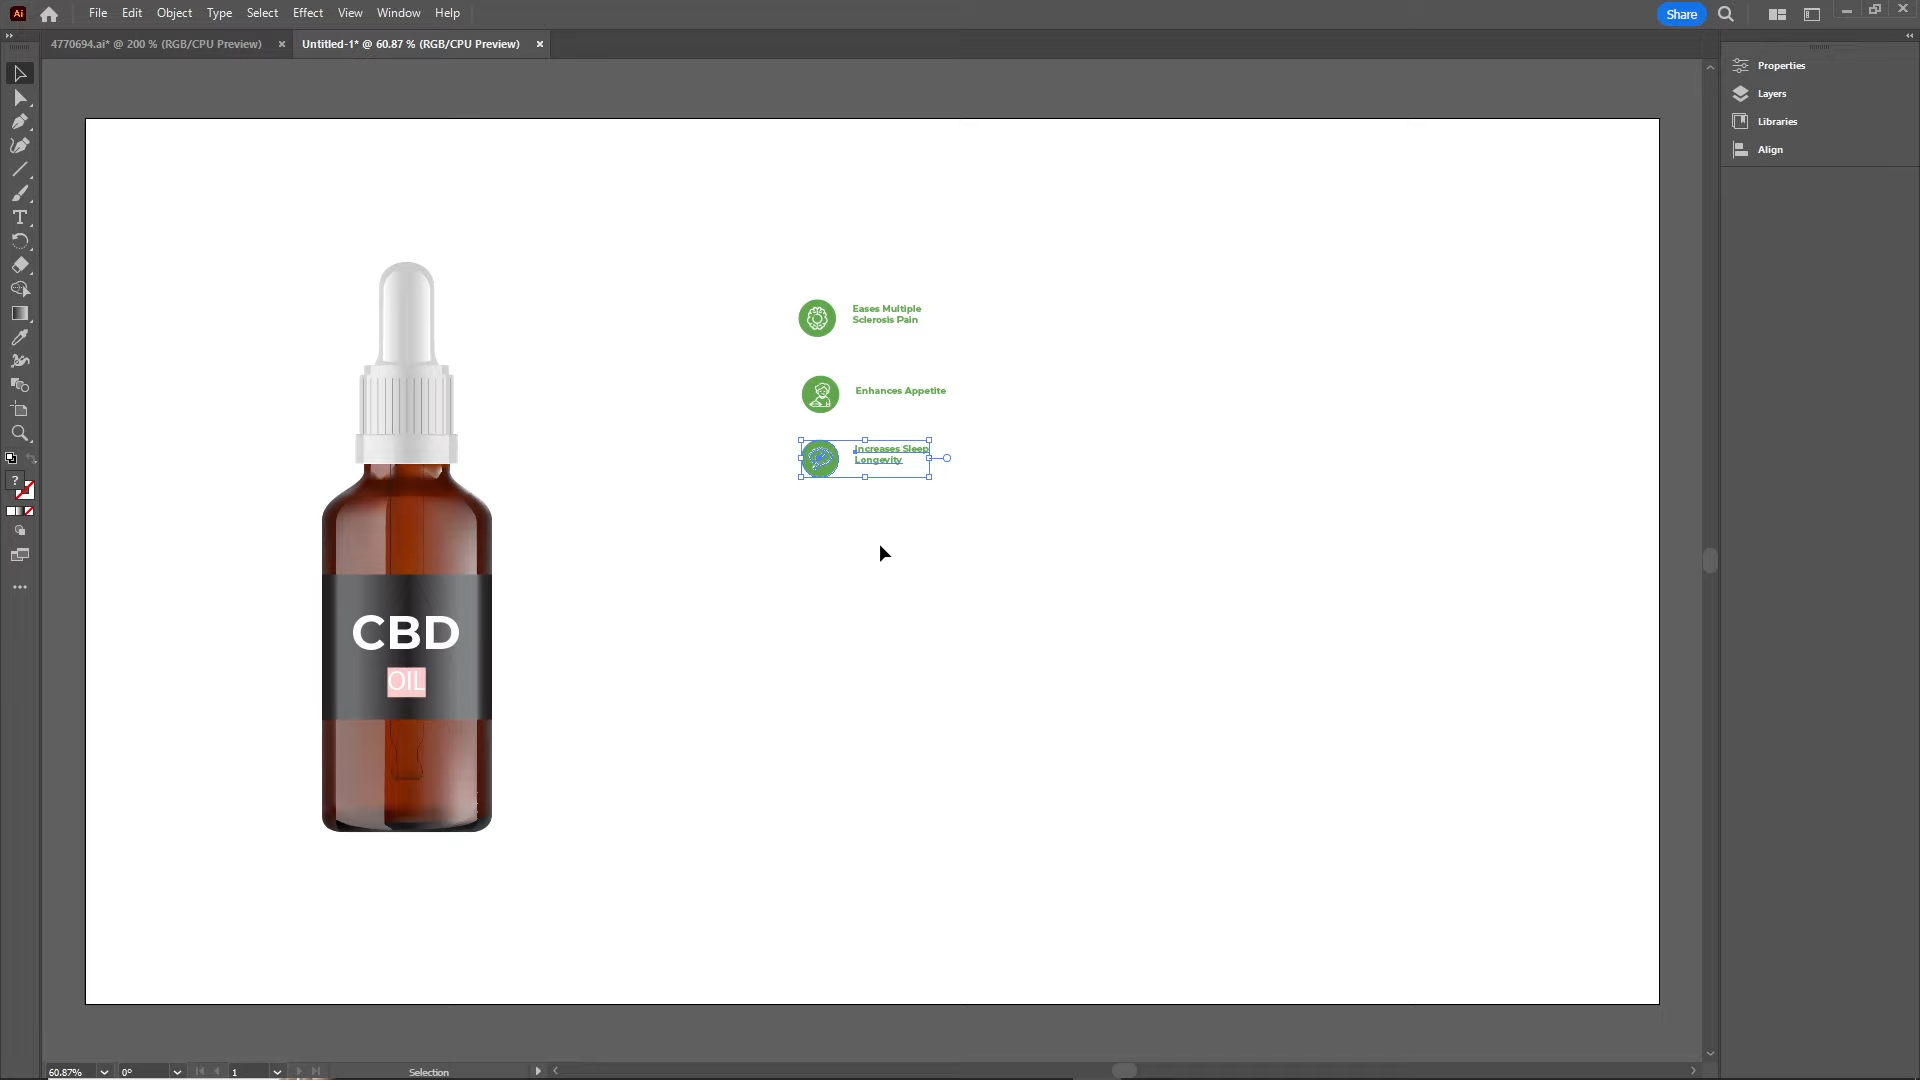 Ai File Edit Object Type Select Effect View Window Help Share
4770694.ai* @ 200 % (RGB/CPU Preview) × Untitled-1* @ 60.87 % (RGB/CPU Preview) ×
Properties
Layers
Libraries
Align
Eases Multiple
Sclerosis Pain
Enhances Appetite
Increases Sleep
Longevity
CBD
OIL
?
60.87% 0° 1 Selection